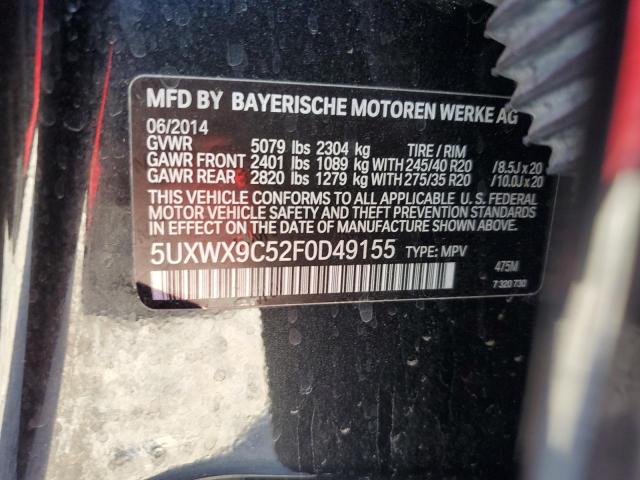 MFD BY BAYERISCHE MOTOREN WERKE AG
06/2014
GVWR 5079 lbs 2304 kg TIRE / RIM
GAWR FRONT 2401 lbs 1089 kg WITH 245/40 R20 /8.5J x 20
GAWR REAR 2820 lbs 1279 kg WITH 275/35 R20 /10.0J x 20
THIS VEHICLE CONFORMS TO ALL APPLICABLE U. S. FEDERAL
MOTOR VEHICLE SAFETY AND THEFT PREVENTION STANDARDS
IN EFFECT ON THE DATE OF MANUFACTURE SHOWN ABOVE.
5UXWX9C52F0D49155 TYPE: MPV
475M
7 320 730